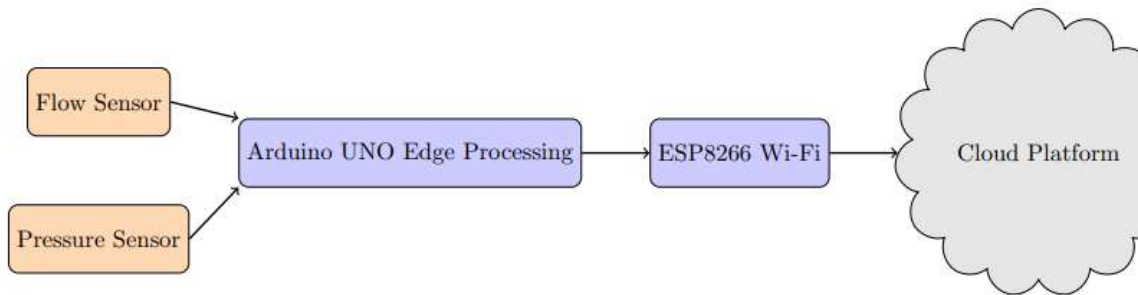 Flow Sensor
Pressure Sensor
Arduino UNO Edge Processing
ESP8266 Wi-Fi
Cloud Platform